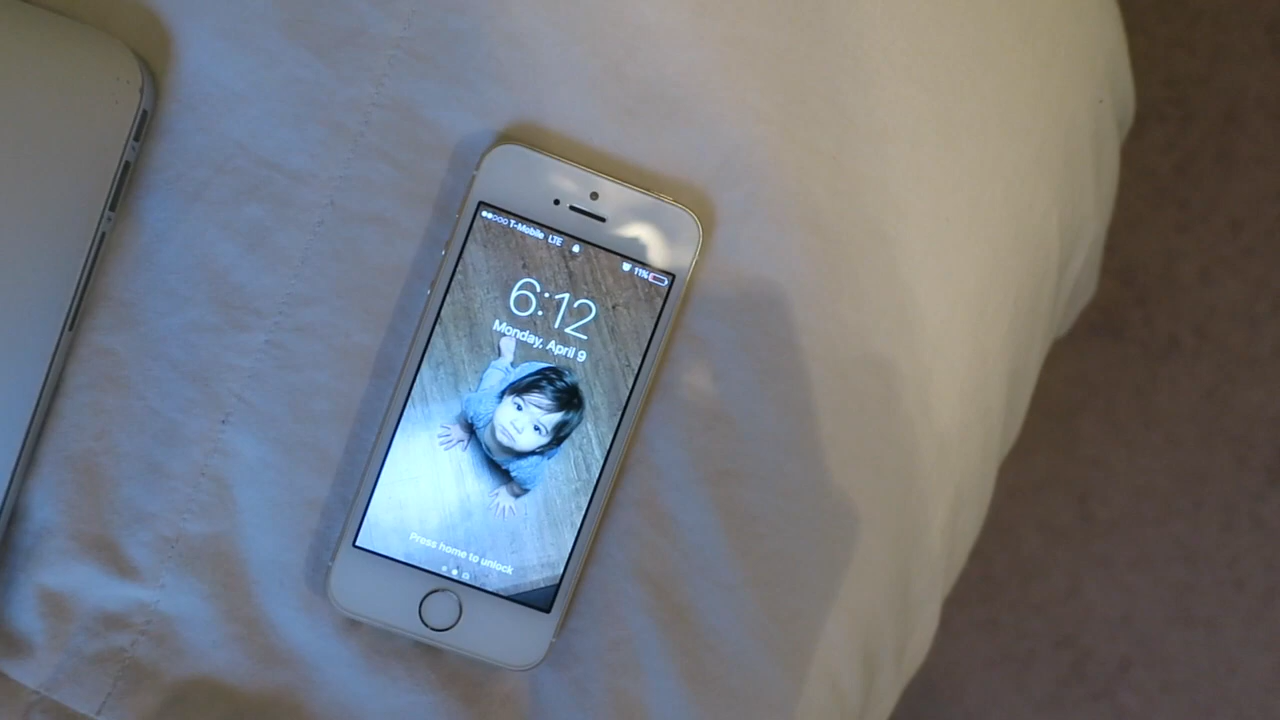 T-Mobile LTE
11%
6:12
Monday, April 9
Press home to unlock